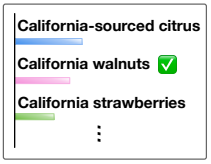 California-sourced citrus
California walnuts ✅
California strawberries
⋮